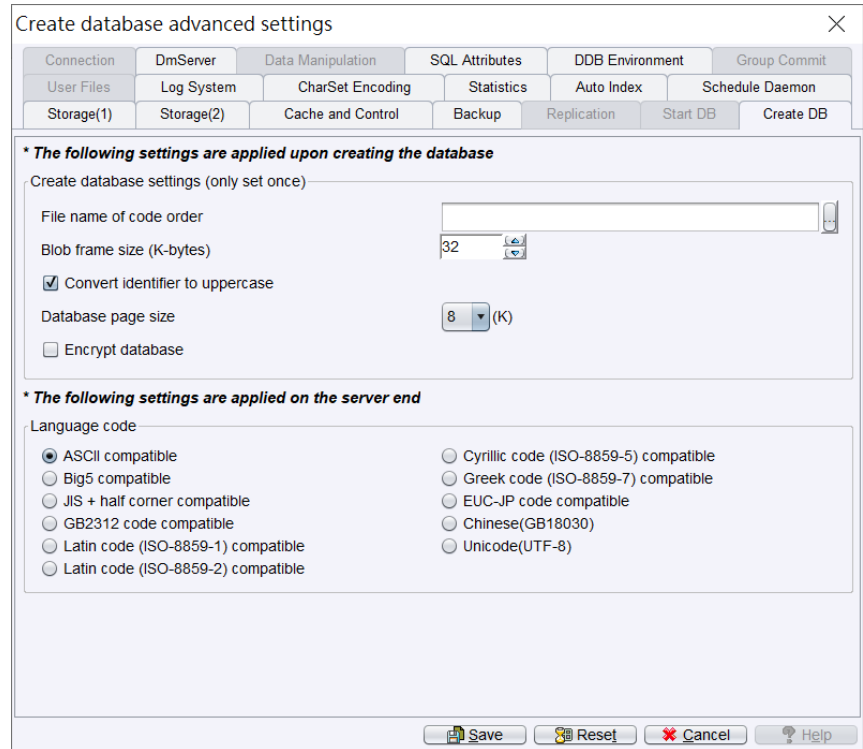 Create database advanced settings
Connection DmServer Data Manipulation SQL Attributes DDB Environment Group Commit
User Files Log System CharSet Encoding Statistics Auto Index Schedule Daemon
Storage(1) Storage(2) Cache and Control Backup Replication Start DB Create DB
* The following settings are applied upon creating the database
Create database settings (only set once)
File name of code order ...
Blob frame size (K-bytes) 32
Convert identifier to uppercase
Database page size 8 (K)
Encrypt database
* The following settings are applied on the server end
Language code
ASCII compatible Cyrillic code (ISO-8859-5) compatible
Big5 compatible Greek code (ISO-8859-7) compatible
JIS + half corner compatible EUC-JP code compatible
GB2312 code compatible Chinese(GB18030)
Latin code (ISO-8859-1) compatible Unicode(UTF-8)
Latin code (ISO-8859-2) compatible
Save Reset Cancel Help